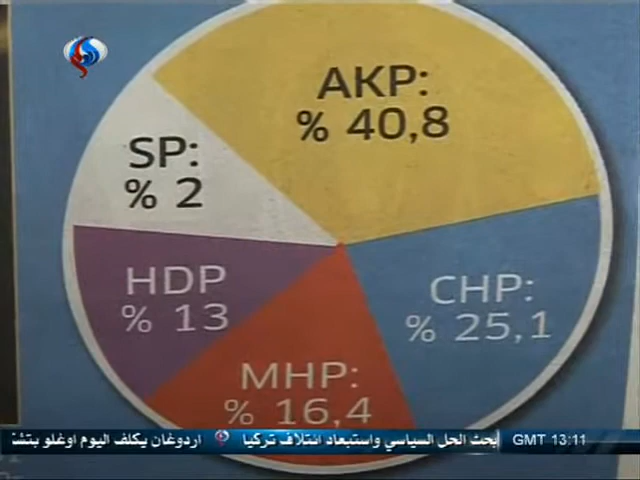 AKP:
% 40,8
SP:
% 2
HDP
% 13
CHP:
% 25,1
MHP:
% 16,4
بحث الحل السياسي واستبعاد ائتلاف تركيا اردوغان يكلف اليوم اوغلو GMT 13:11